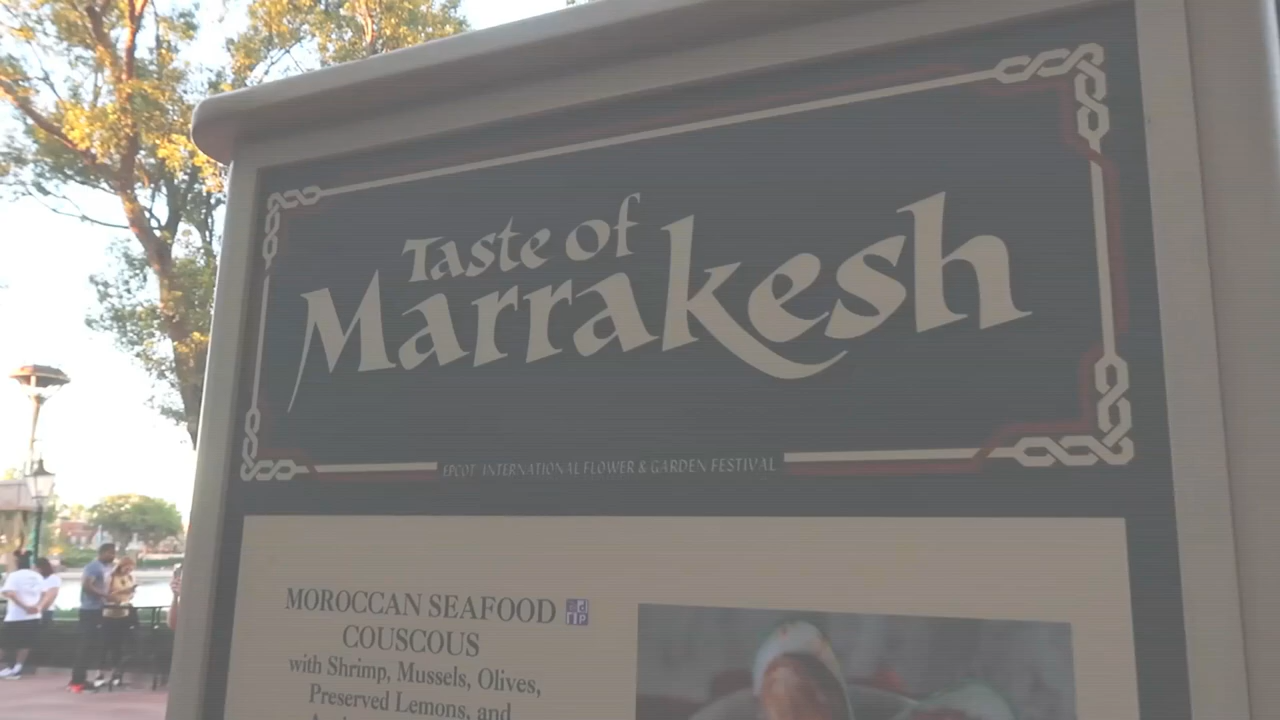 Taste of
Marrakesh
EPCOT INTERNATIONAL FLOWER & GARDEN FESTIVAL
MOROCCAN SEAFOOD
COUSCOUS
with Shrimp, Mussels, Olives,
Preserved Lemons, and